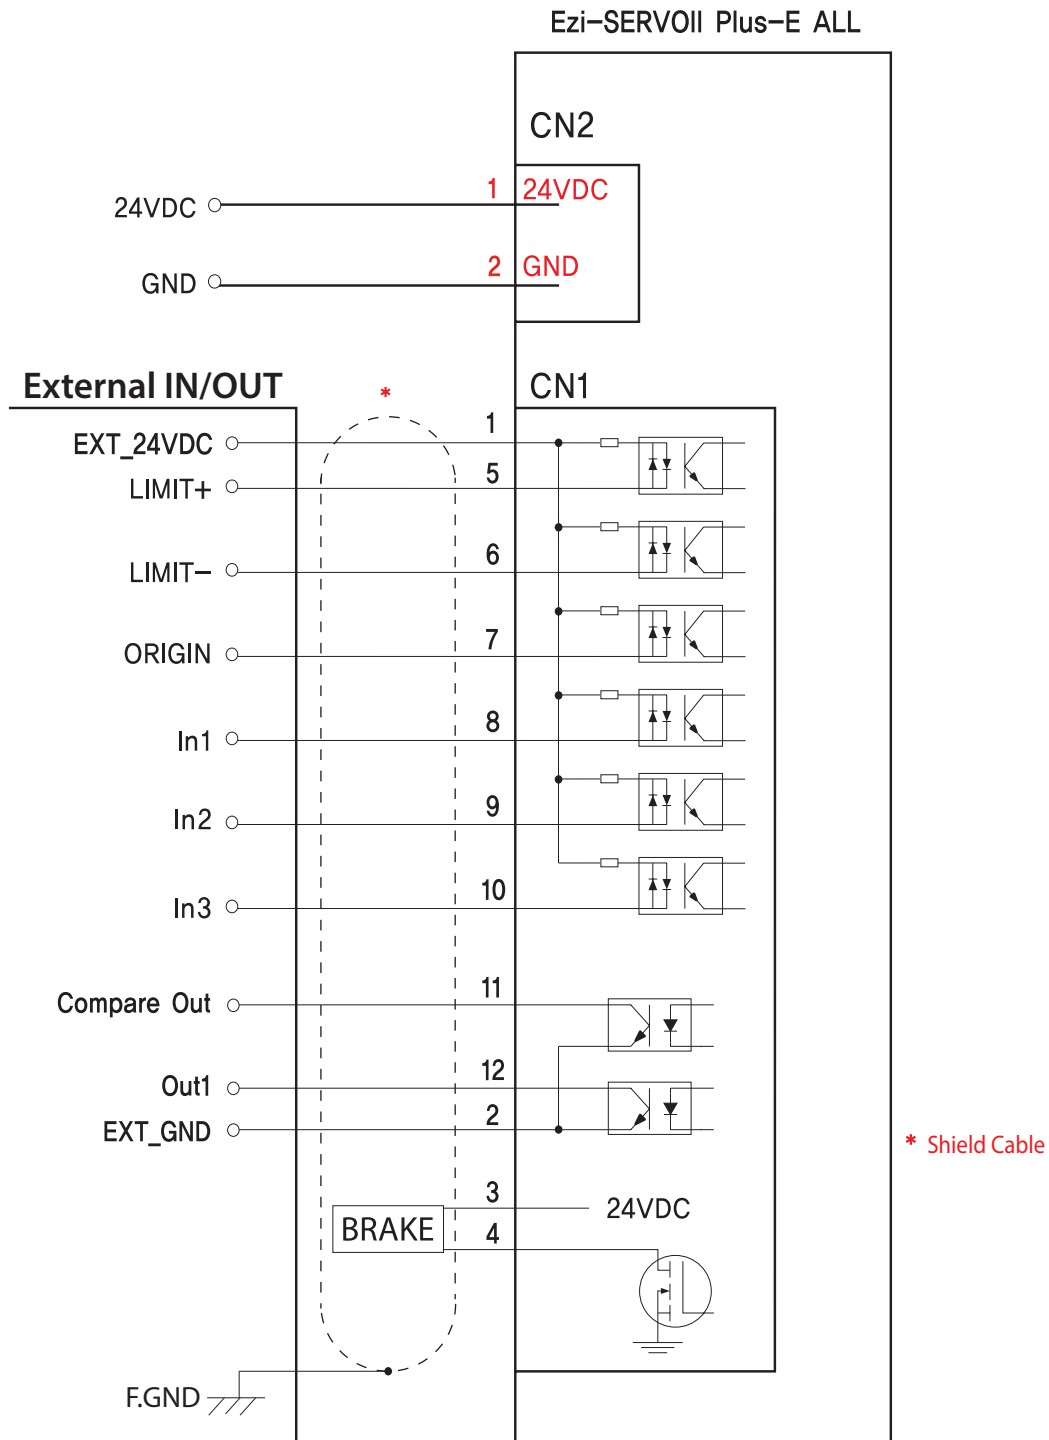 Ezi-SERVOII Plus-E ALL
CN2
24VDC 1 24VDC
GND 2 GND
External IN/OUT * CN1
EXT_24VDC 1
LIMIT+ 5
LIMIT- 6
ORIGIN 7
In1 8
In2 9
In3 10
Compare Out 11
Out1 12
EXT_GND 2
* Shield Cable
BRAKE 3 24VDC
4
F.GND